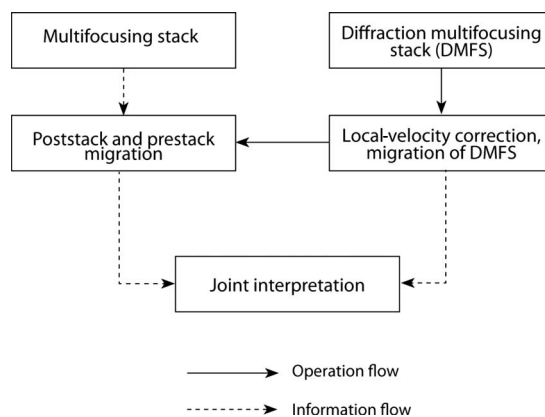 Multifocusing stack
Diffraction multifocusing
stack (DMFS)
Poststack and prestack
migration
Local-velocity correction,
migration of DMFS
Joint interpretation
Operation flow
Information flow